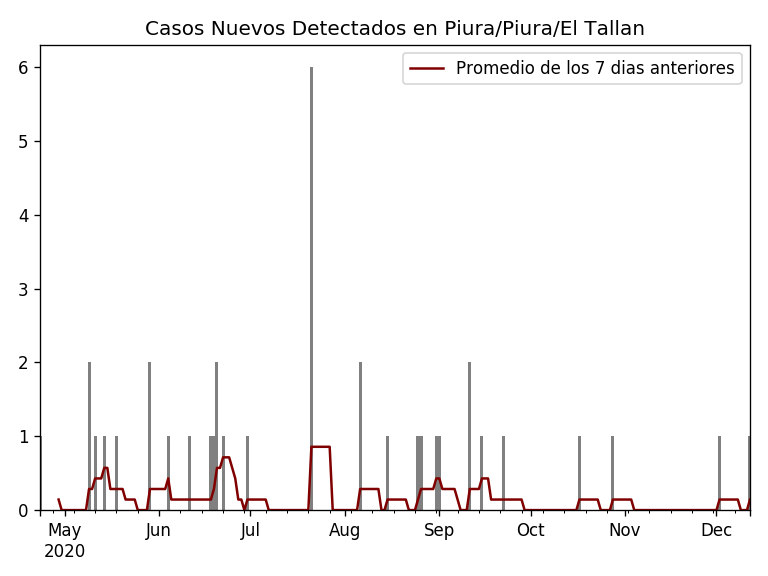 Casos Nuevos Detectados en Piura/Piura/El Tallan
Promedio de los 7 dias anteriores
6
5
4
3
2
1
0
May Jun Jul Aug Sep Oct Nov Dec
2020